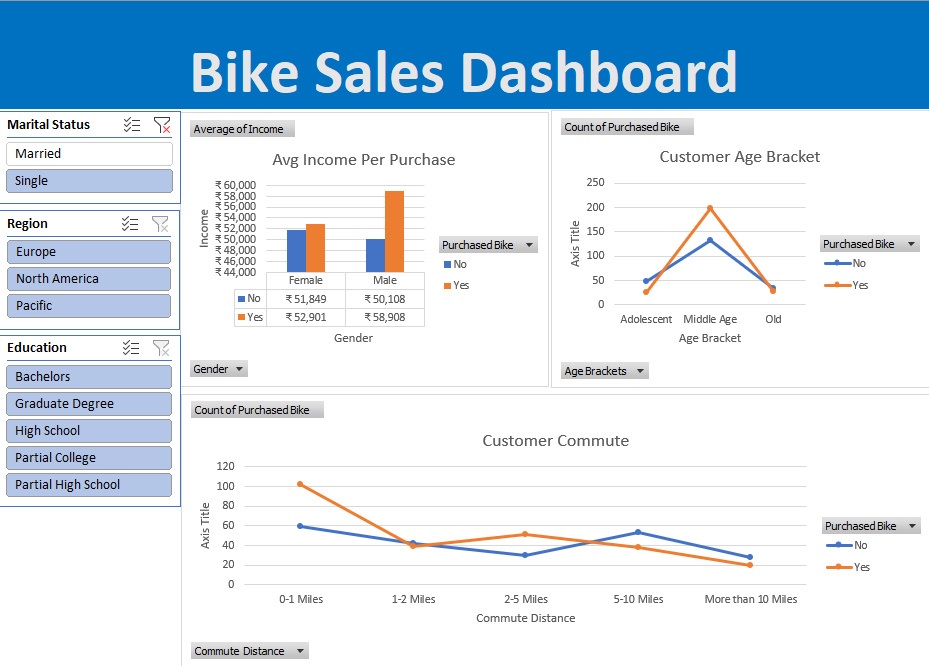 Bike Sales Dashboard
Marital Status
Married
Single
Region
Europe
North America
Pacific
Education
Bachelors
Graduate Degree
High School
Partial College
Partial High School
Average of Income
Avg Income Per Purchase
₹ 60,000
₹ 58,000
₹ 56,000
₹ 54,000
₹ 52,000
₹ 50,000
₹ 48,000
₹ 46,000
₹ 44,000
Income
Female Male
No ₹ 51,849 ₹ 50,108
Yes ₹ 52,901 ₹ 58,908
Gender
Purchased Bike
No
Yes
Gender
Count of Purchased Bike
Customer Age Bracket
250
200
150
100
50
0
Axis Title
Adolescent Middle Age Old
Age Bracket
Purchased Bike
No
Yes
Age Brackets
Count of Purchased Bike
Customer Commute
120
100
80
60
40
20
0
Axis Title
0-1 Miles 1-2 Miles 2-5 Miles 5-10 Miles More than 10 Miles
Commute Distance
Purchased Bike
No
Yes
Commute Distance